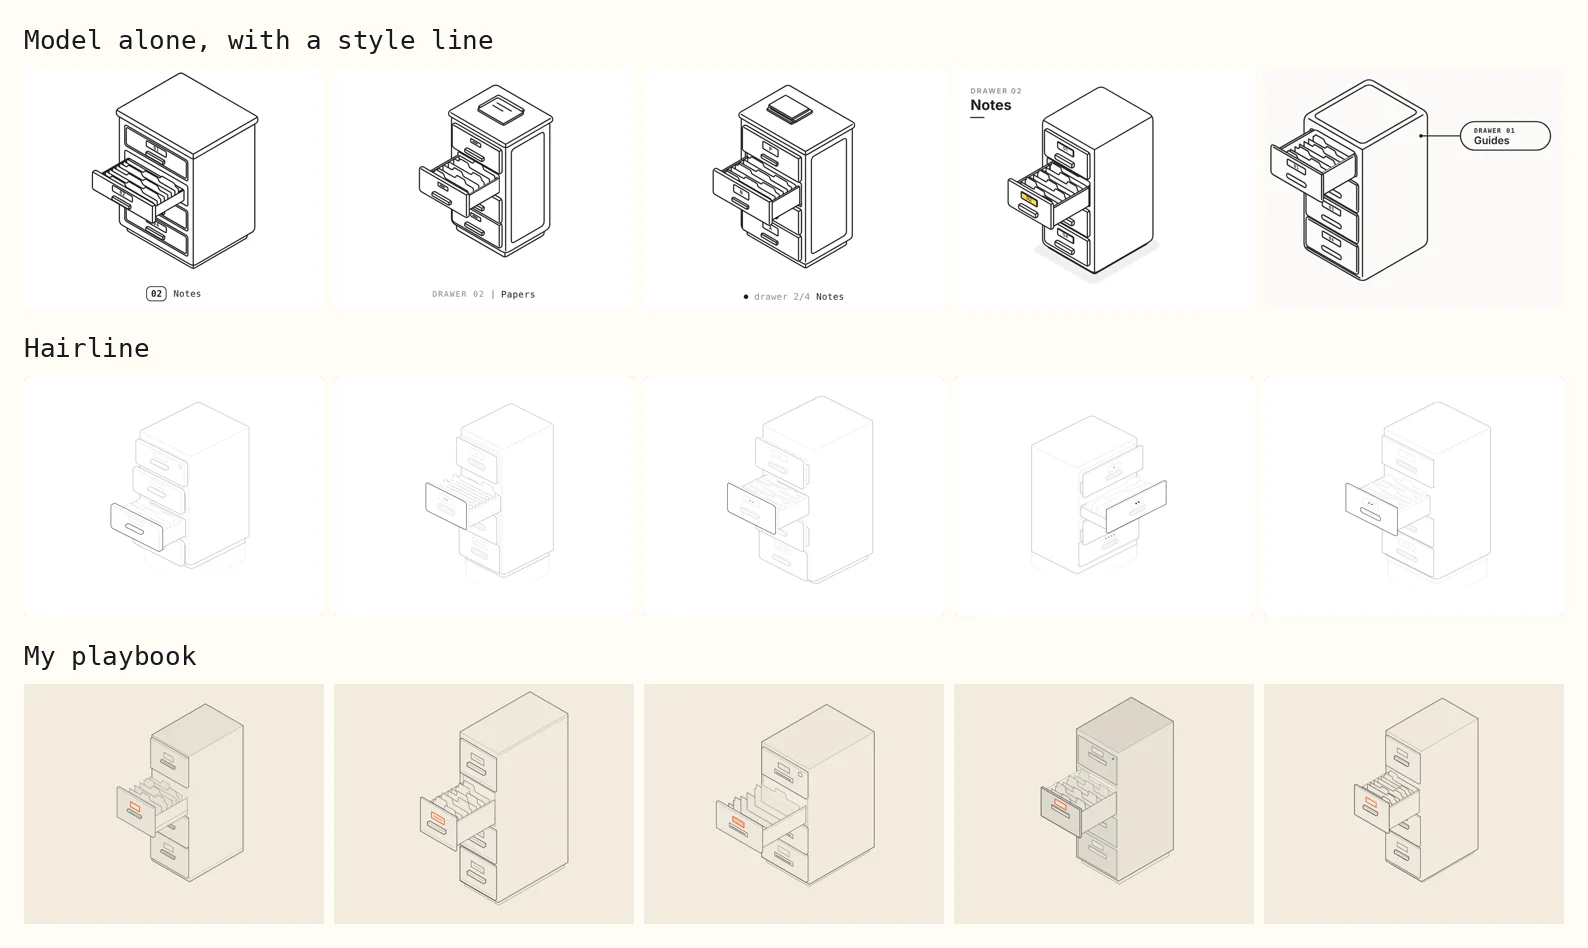 Model alone, with a style line
02 Notes
DRAWER 02 | Papers
drawer 2/4 Notes
DRAWER 02
Notes
DRAWER 01
Guides
Hairline
My playbook